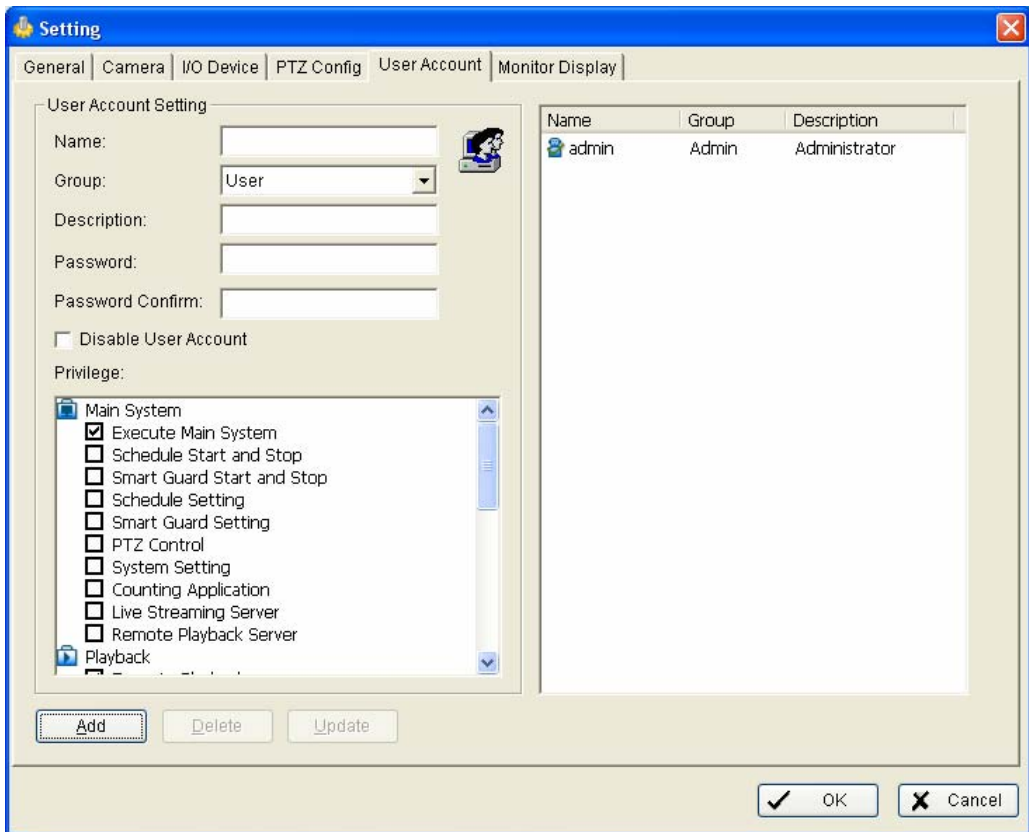 Setting
General Camera I/O Device PTZ Config User Account Monitor Display
User Account Setting
Name:
Group: User
Description:
Password:
Password Confirm:
Disable User Account
Privilege:
Main System
Execute Main System
Schedule Start and Stop
Smart Guard Start and Stop
Schedule Setting
Smart Guard Setting
PTZ Control
System Setting
Counting Application
Live Streaming Server
Remote Playback Server
Playback
Name Group Description
admin Admin Administrator
Add Delete Update
OK Cancel